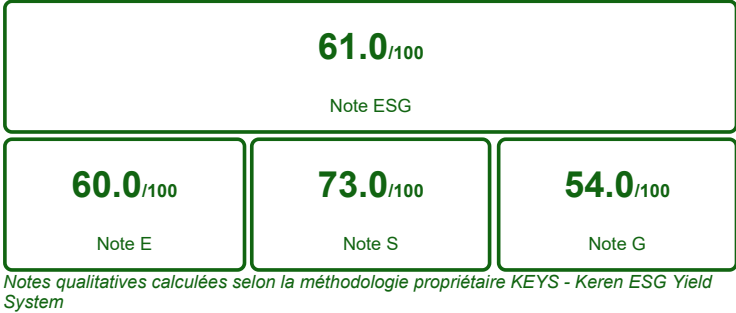 61.0/100
Note ESG
60.0/100
73.0/100
54.0/100
Note E
Note S
Note G
Notes qualitatives calculées selon la méthodologie propriétaire KEYS - Keren ESG Yield
System